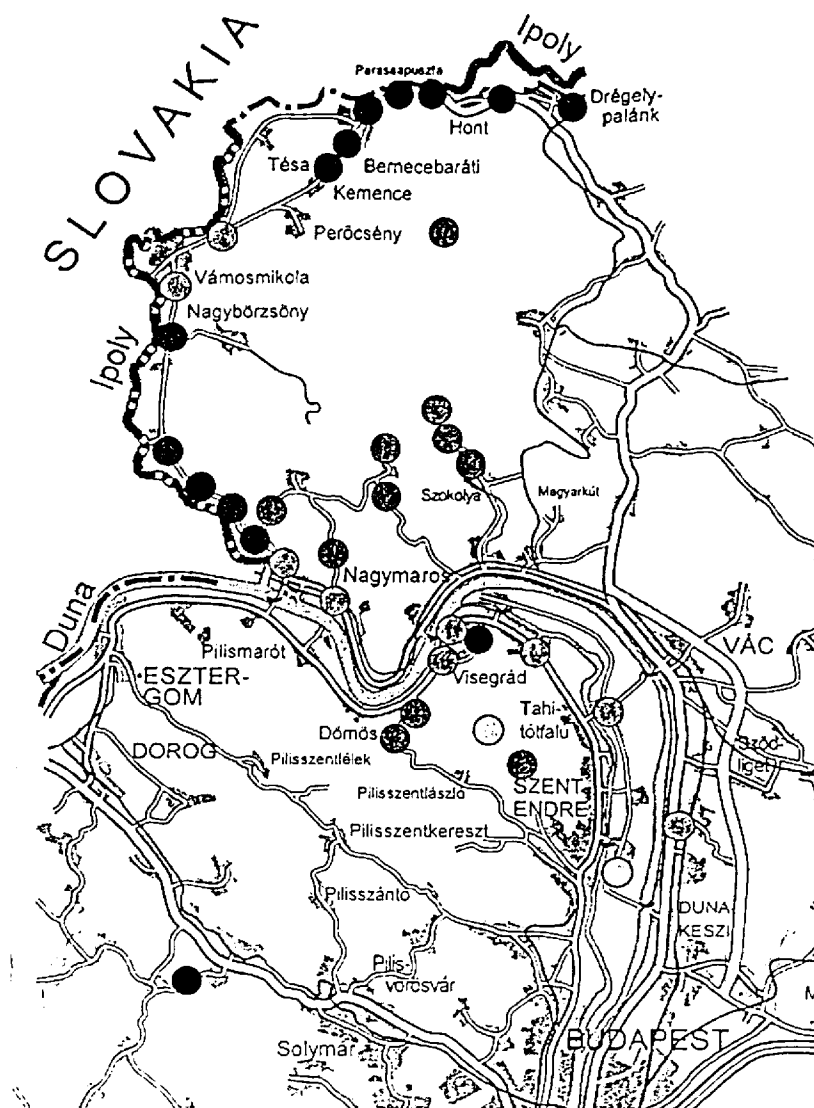 SLOVAKIA
Ipoly
Parassapuszta
Drégely-
palánk
Hont
Tésa
Bernecebaráti
Kemence
Perőcsény
Vámosmikola
Nagybörzsöny
Ipoly
Szokolya
Magyarkút
Nagymaros
Duna
Pilismarót
VÁC
ESZTER-
GOM
Visegrád
Tahi-
tótfalu
Dömös
DOROG
Pilisszentlélek
Sződ-
liget
Pilisszentlászló
SZENT
ENDRE
Pilisszentkereszt
Pilisszántó
DUNA
KESZI
Pilis-
vörösvár
M
Solymár
BUDAPEST